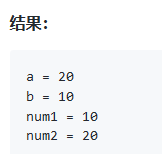 结果：
a = 20
b = 10
num1 = 10
num2 = 20